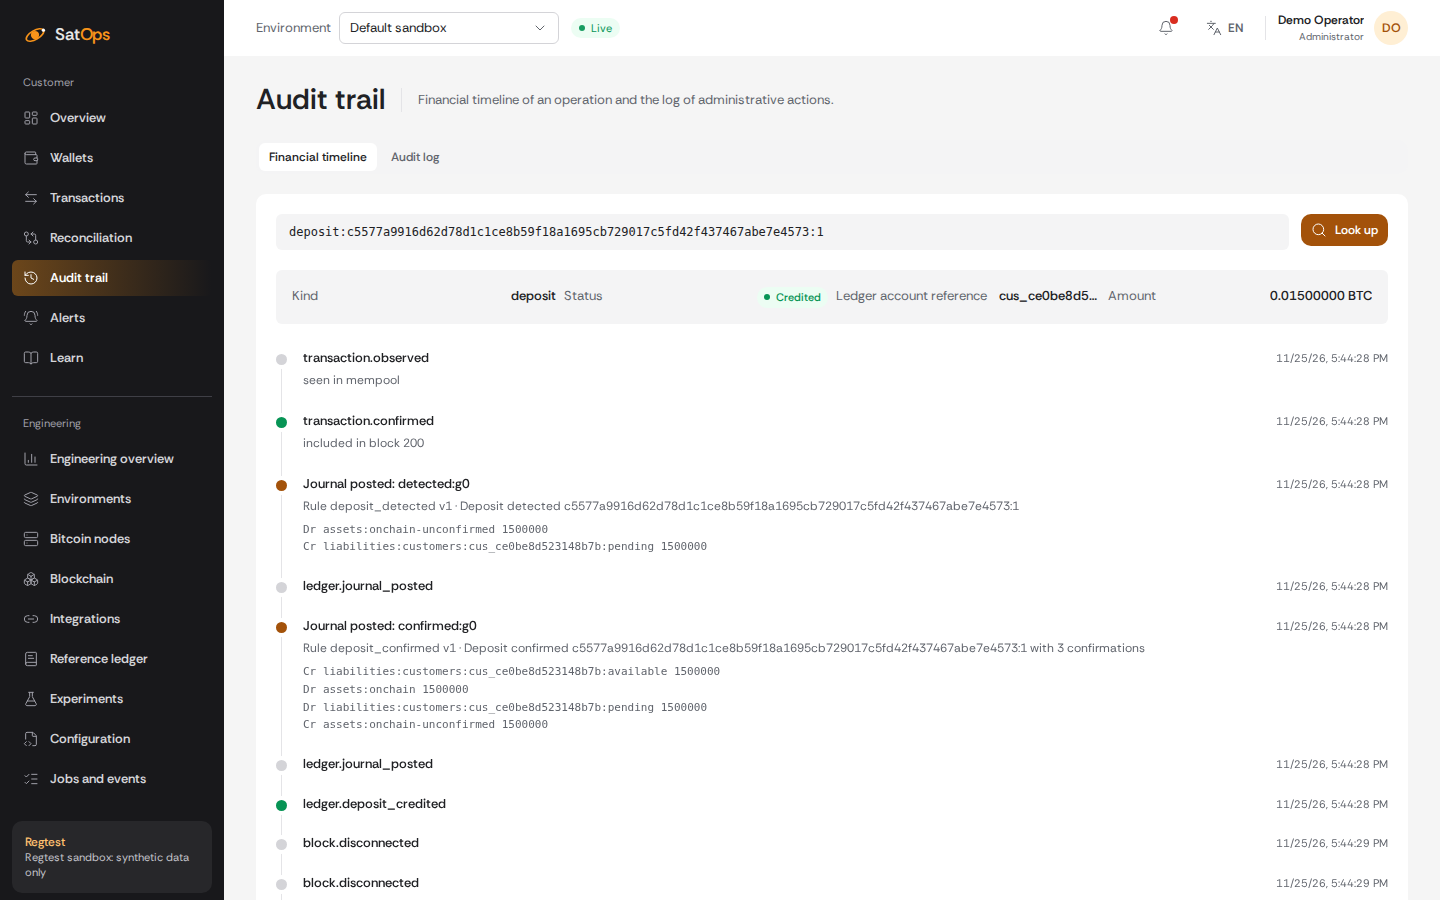 SatOps
Customer
Overview
Wallets
Transactions
Reconciliation
Audit trail
Alerts
Learn
Engineering
Engineering overview
Environments
Bitcoin nodes
Blockchain
Integrations
Reference ledger
Experiments
Configuration
Jobs and events
Regtest
Regtest sandbox: synthetic data
only
Environment
Default sandbox
Live
EN
Demo Operator
Administrator
DO
Audit trail
Financial timeline of an operation and the log of administrative actions.
Financial timeline
Audit log
deposit:c5577a9916d62d78d1c1ce8b59f18a1695cb729017c5fd42f437467abe7e4573:1
Look up
Kind deposit Status Credited Ledger account reference cus_ce0be8d5... Amount 0.01500000 BTC
transaction.observed 11/25/26, 5:44:28 PM
seen in mempool
transaction.confirmed 11/25/26, 5:44:28 PM
included in block 200
Journal posted: detected:g0 11/25/26, 5:44:28 PM
Rule deposit_detected v1 · Deposit detected c5577a9916d62d78d1c1ce8b59f18a1695cb729017c5fd42f437467abe7e4573:1
Dr assets:onchain-unconfirmed 1500000
Cr liabilities:customers:cus_ce0be8d523148b7b:pending 1500000
ledger.journal_posted 11/25/26, 5:44:28 PM
Journal posted: confirmed:g0 11/25/26, 5:44:28 PM
Rule deposit_confirmed v1 · Deposit confirmed c5577a9916d62d78d1c1ce8b59f18a1695cb729017c5fd42f437467abe7e4573:1 with 3 confirmations
Cr liabilities:customers:cus_ce0be8d523148b7b:available 1500000
Dr assets:onchain 1500000
Dr liabilities:customers:cus_ce0be8d523148b7b:pending 1500000
Cr assets:onchain-unconfirmed 1500000
ledger.journal_posted 11/25/26, 5:44:28 PM
ledger.deposit_credited 11/25/26, 5:44:28 PM
block.disconnected 11/25/26, 5:44:29 PM
block.disconnected 11/25/26, 5:44:29 PM